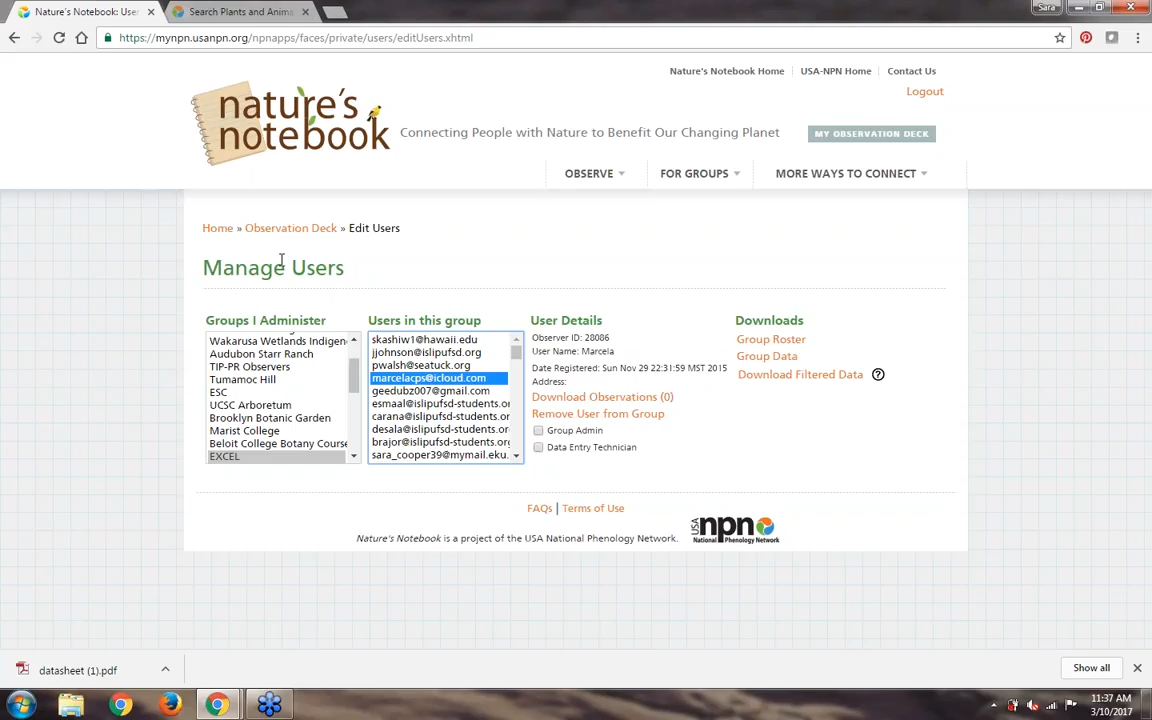 Nature's Notebook: User
Search Plants and Anima
Sara
https://mynpn.usanpn.org/npnapps/faces/private/users/editUsers.xhtml
Nature's Notebook Home
USA-NPN Home
Contact Us
Logout
nature's
notebook
Connecting People with Nature to Benefit Our Changing Planet
MY OBSERVATION DECK
OBSERVE
FOR GROUPS
MORE WAYS TO CONNECT
Home » Observation Deck » Edit Users
Manage Users
Groups I Administer
Wakarusa Wetlands Indigen
Audubon Starr Ranch
TIP-PR Observers
Tumamoc Hill
ESC
UCSC Arboretum
Brooklyn Botanic Garden
Marist College
Beloit College Botany Course
EXCEL
Users in this group
skashiw1@hawaii.edu
jjohnson@islipufsd.org
pwalsh@seatuck.org
marcelacps@icloud.com
geedubz007@gmail.com
esmaal@islipufsd-students.or
carana@islipufsd-students.or
desala@islipufsd-students.or
brajor@islipufsd-students.org
sara_cooper39@mymail.eku.
User Details
Observer ID: 28086
User Name: Marcela
Date Registered: Sun Nov 29 22:31:59 MST 2015
Address:
Download Observations (0)
Remove User from Group
Group Admin
Data Entry Technician
Downloads
Group Roster
Group Data
Download Filtered Data ?
FAQs | Terms of Use
Nature's Notebook is a project of the USA National Phenology Network.
USA npn
National Phenology Network
datasheet (1).pdf
Show all
11:37 AM
3/10/2017